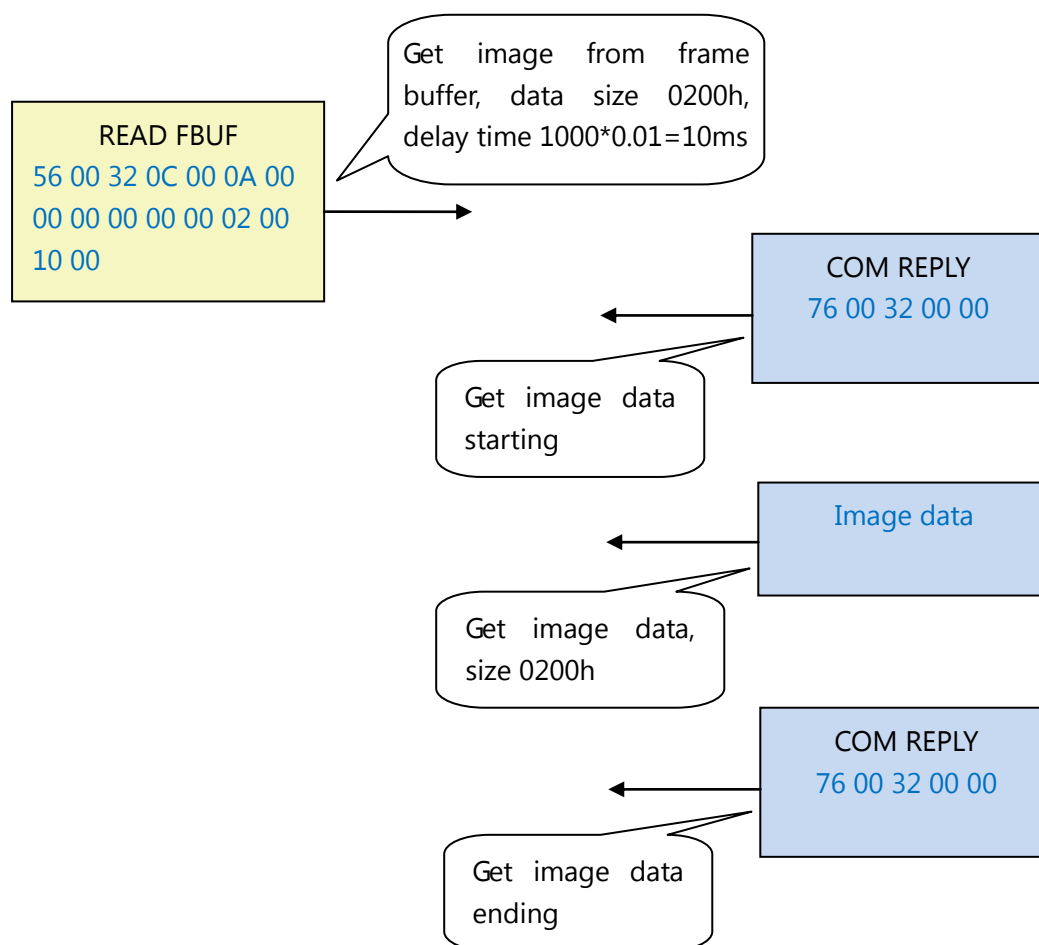 Get image from frame
buffer, data size 0200h,
delay time 1000*0.01=10ms
READ FBUF
56 00 32 0C 00 0A 00
00 00 00 00 00 02 00
10 00
COM REPLY
76 00 32 00 00
Get image data
starting
Image data
Get image data,
size 0200h
COM REPLY
76 00 32 00 00
Get image data
ending